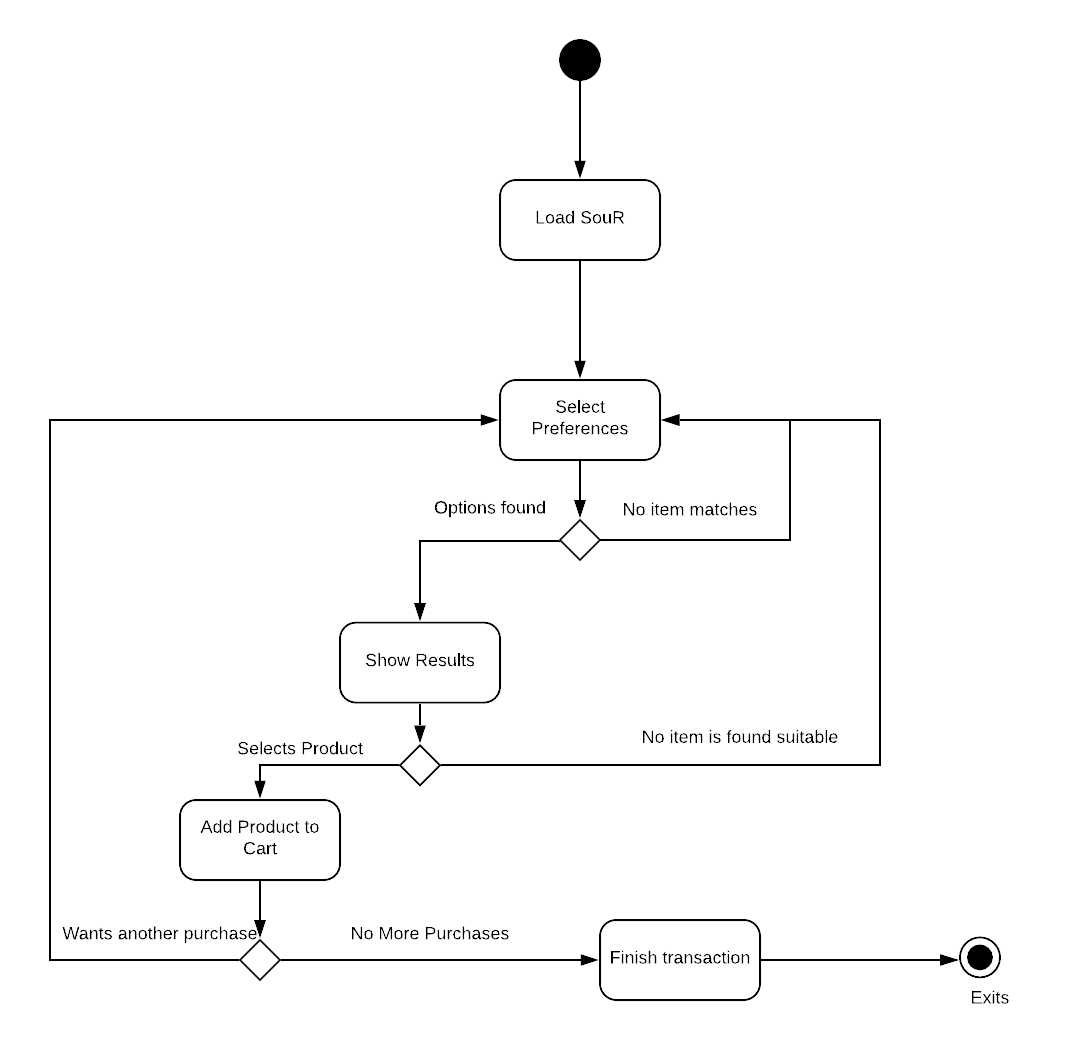 Load SouR
Select
Preferences
Options found
No item matches
Show Results
No item is found suitable
Selects Product
Add Product to
Cart
Wants another purchase
No More Purchases
Finish transaction
Exits